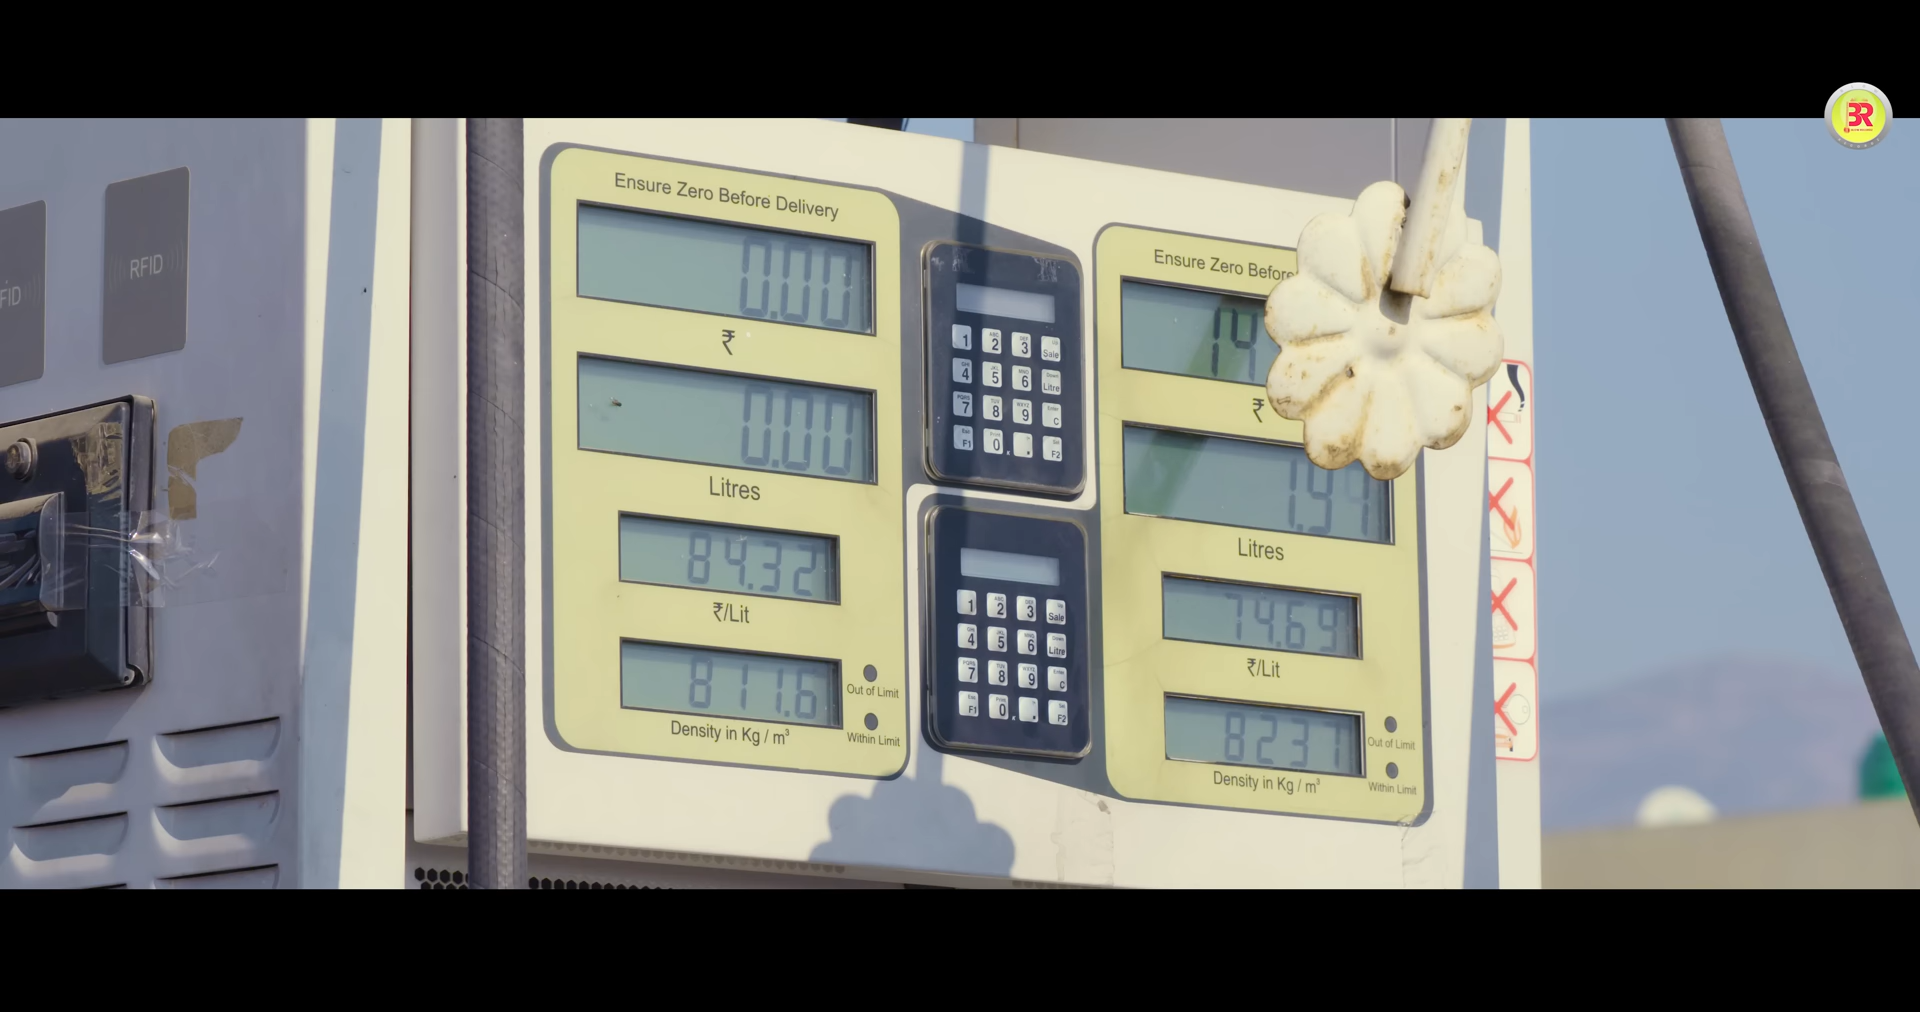 RFID
Ensure Zero Before Delivery
0.00
₹
0.00
Litres
84.32
₹/Lit
811.6
Density in Kg / m³
Out of Limit
Within Limit
1 2 3 Sale
4 5 6 Litre
7 8 9 C
F1 0 . F2
1 2 3 Sale
4 5 6 Litre
7 8 9 C
F1 0 . F2
Ensure Zero Before
14
₹
Litres
74.69
₹/Lit
Density in Kg / m³
Out of Limit
Within Limit
BR